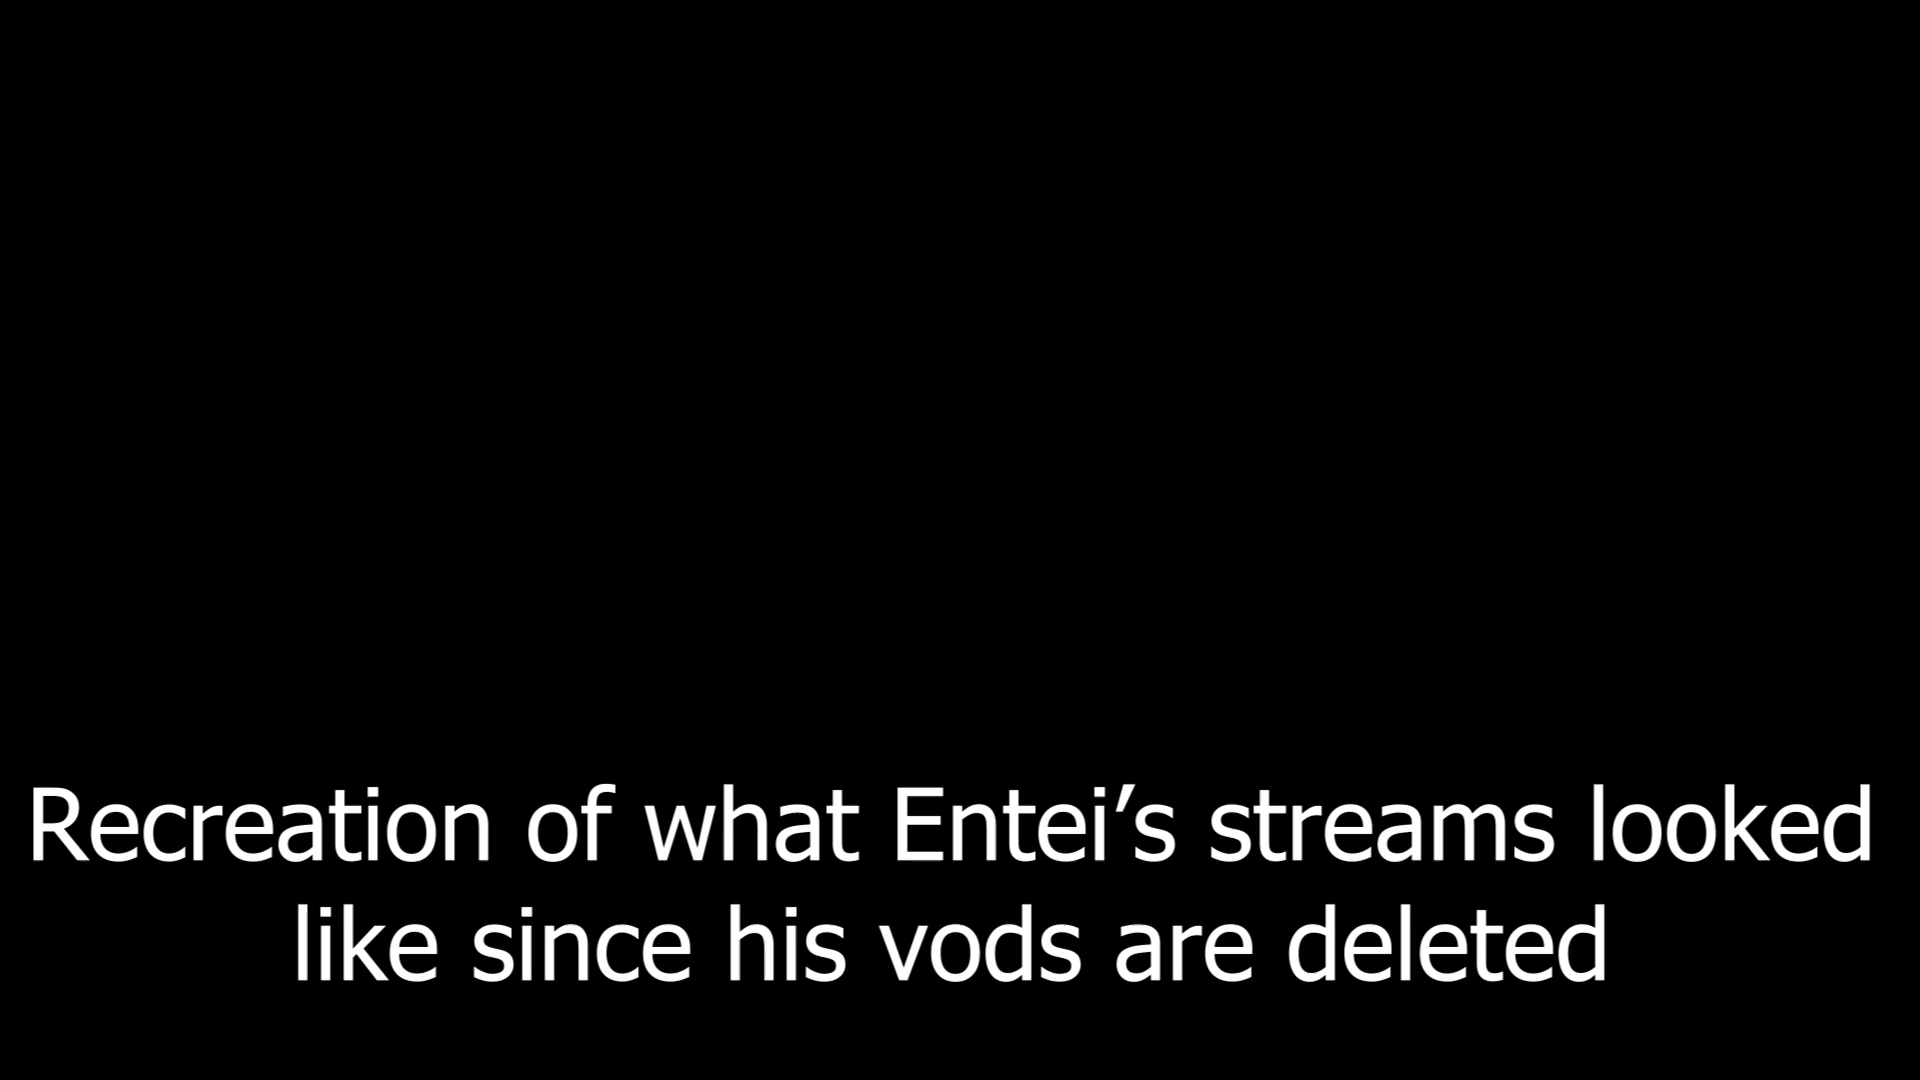 Recreation of what Entei’s streams looked
like since his vods are deleted